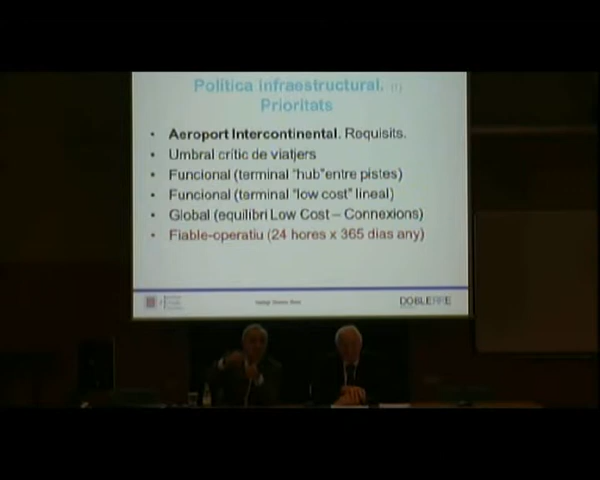 Política infraestructural. (I)
Prioritats
• Aeroport Intercontinental. Requisits.
• Umbral crític de viatjers
• Funcional (terminal "hub"entre pistes)
• Funcional (terminal "low cost" lineal)
• Global (equilibri Low Cost – Connexions)
• Fiable-operatiu (24 hores x 365 dias any)
DOBLERRE